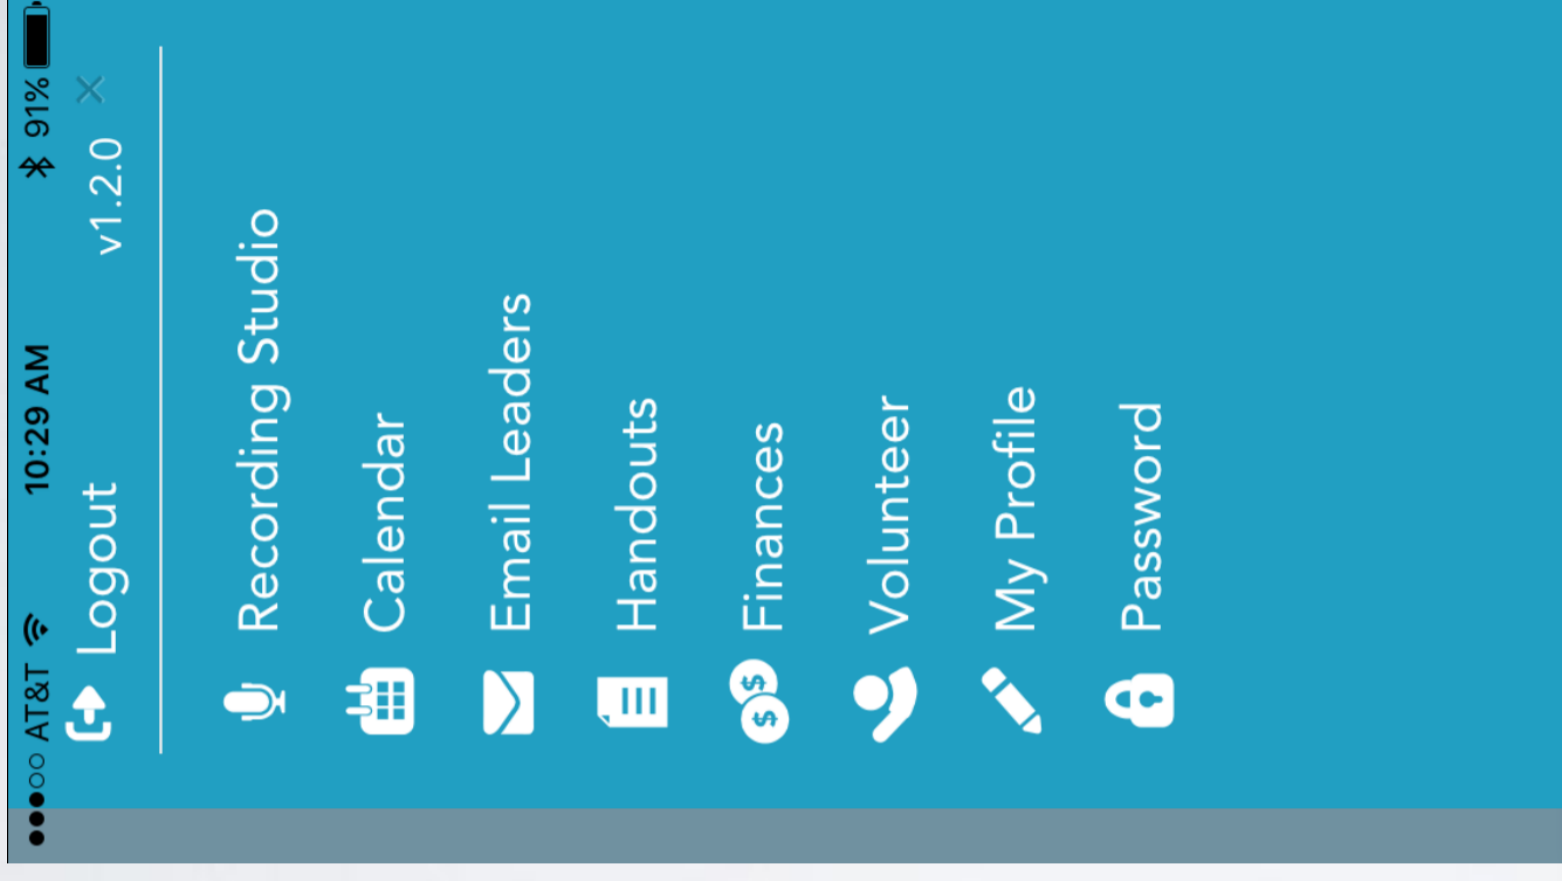 AT&T 10:29 AM 91%
Logout v1.2.0
Recording Studio
Calendar
Email Leaders
Handouts
Finances
Volunteer
My Profile
Password